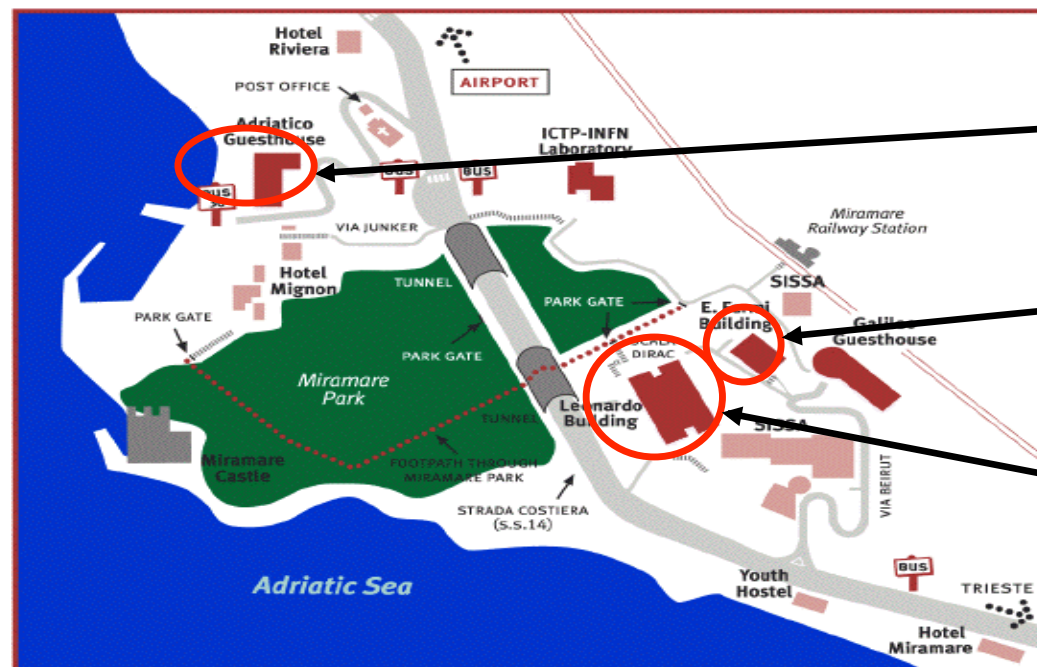 Hotel
Riviera
POST OFFICE
AIRPORT
Adriatico
Guesthouse
ICTP-INFN
Laboratory
BUS
BUS
BUS
Miramare
Railway Station
VIA JUNKER
SISSA
Hotel
Mignon
TUNNEL
PARK GATE
E. Fermi
Building
PARK GATE
Galileo
Guesthouse
PARK GATE
SCALA
DIRAC
Miramare
Park
Leonardo
Building
TUNNEL
SISSA
Miramare
Castle
FOOTPATH THROUGH
MIRAMARE PARK
VIA BEIRUT
STRADA COSTIERA
(s.s.14)
Adriatic Sea
Youth
Hostel
BUS
TRIESTE
Hotel
Miramare